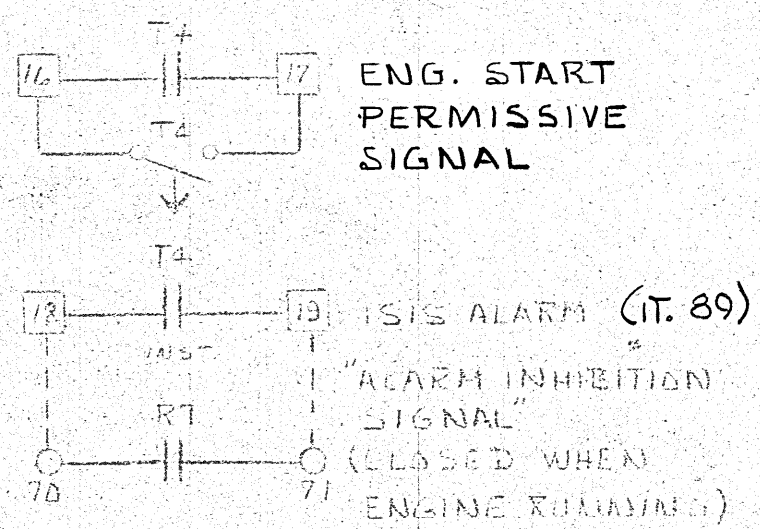 T4
16 17
ENG. START
PERMISSIVE
SIGNAL
T4
T4
18 19
ISIS ALARM (IT. 89)
INST
"ALARM INHIBITION
SIGNAL"
R7
(CLOSED WHEN
70 71
ENGINE RUNNING)